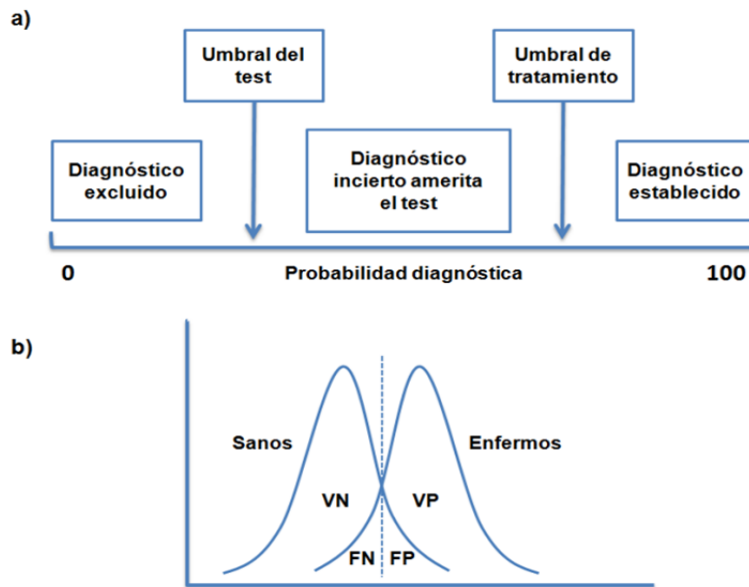 a)
Umbral del
test
Umbral de
tratamiento
Diagnóstico
excluido
Diagnóstico
incierto amerita
el test
Diagnóstico
establecido
0
Probabilidad diagnóstica
100
b)
Sanos
Enfermos
VN
VP
FN
FP